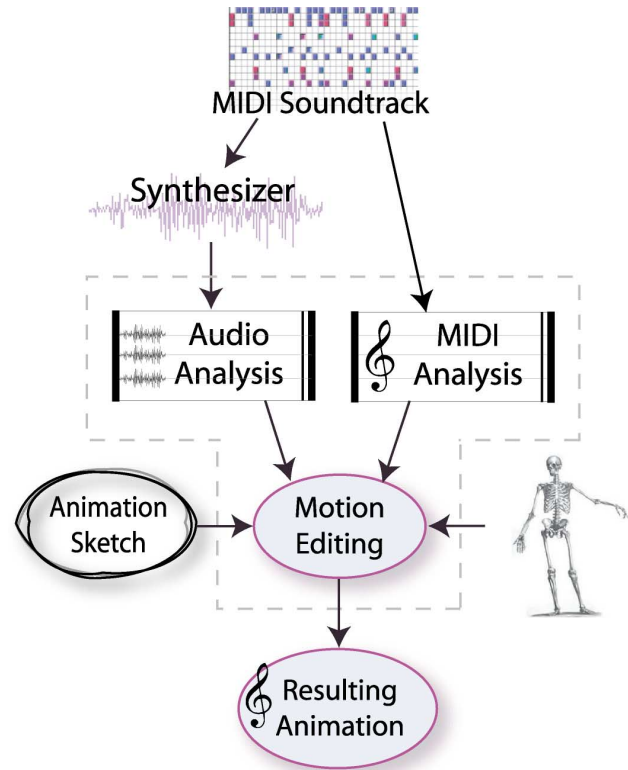 MIDI Soundtrack
Synthesizer
Audio
Analysis
MIDI
Analysis
Animation
Sketch
Motion
Editing
Resulting
Animation